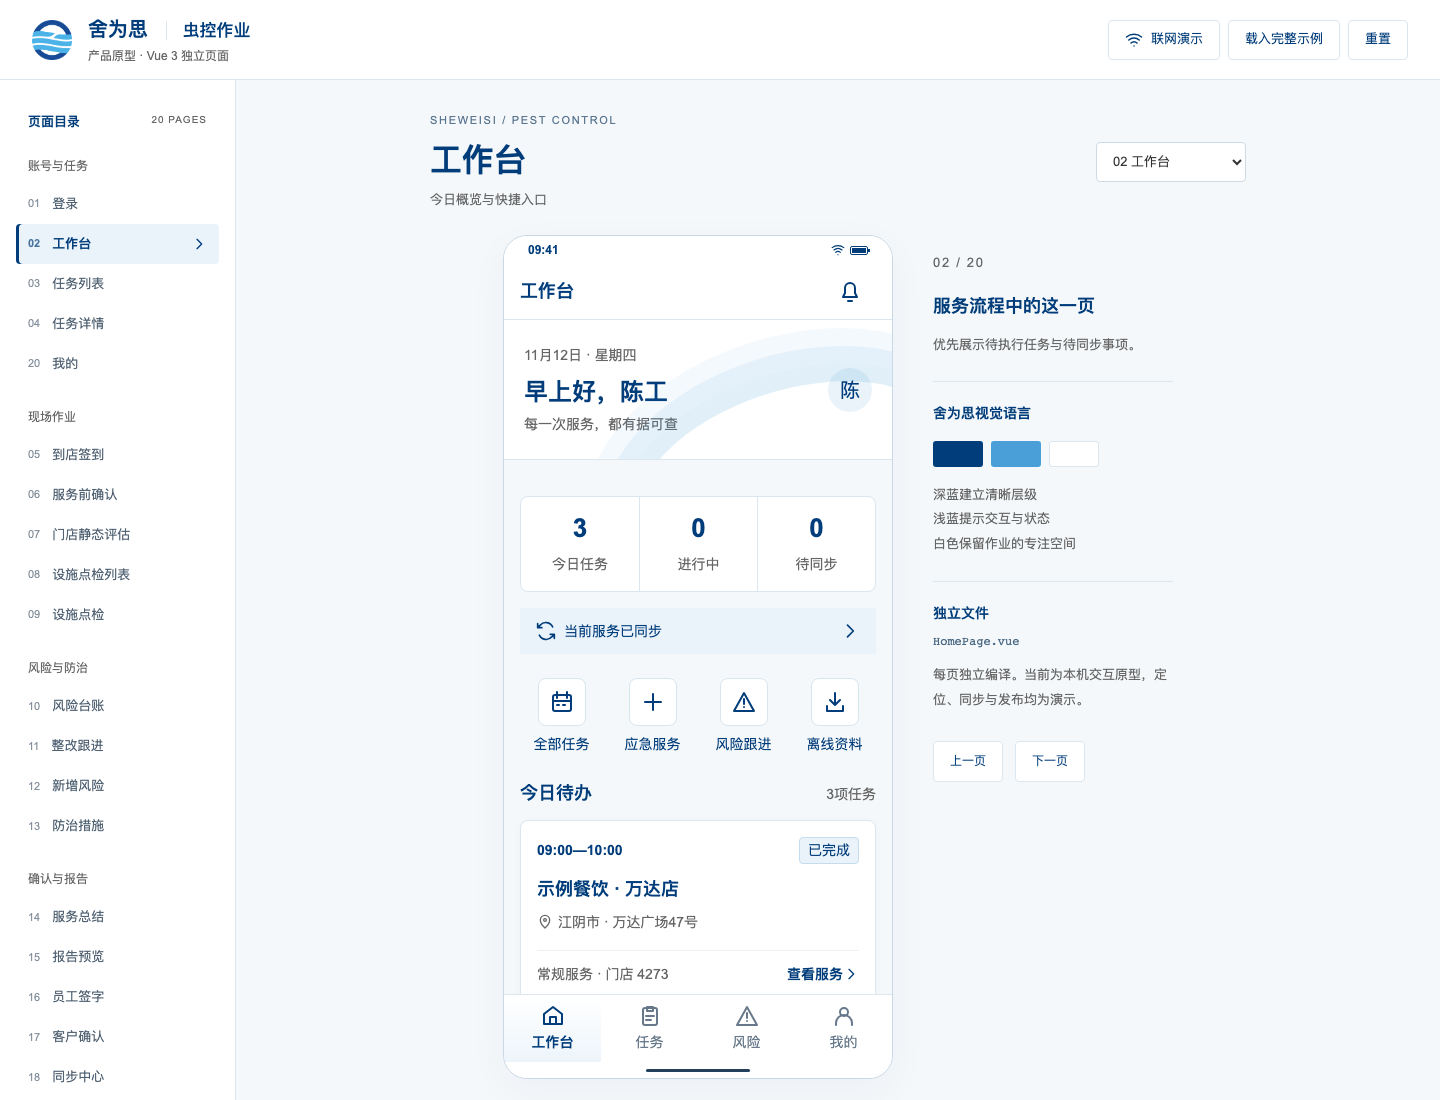 舍为思
虫控作业
产品原型 · Vue 3 独立页面
联网演示
载入完整示例
重置
页面目录
20 PAGES
账号与任务
01 登录
02 工作台
03 任务列表
04 任务详情
20 我的
现场作业
05 到店签到
06 服务前确认
07 门店静态评估
08 设施点检列表
09 设施点检
风险与防治
10 风险台账
11 整改跟进
12 新增风险
13 防治措施
确认与报告
14 服务总结
15 报告预览
16 员工签字
17 客户确认
18 同步中心
SHEWEISI / PEST CONTROL
工作台
今日概览与快捷入口
02 工作台
09:41
工作台
11月12日 · 星期四
早上好，陈工
每一次服务，都有据可查
陈
3
今日任务
0
进行中
0
待同步
当前服务已同步
全部任务
应急服务
风险跟进
离线资料
今日待办
3项任务
09:00—10:00
已完成
示例餐饮 · 万达店
江阴市 · 万达广场47号
常规服务 · 门店 4273
查看服务
工作台
任务
风险
我的
02 / 20
服务流程中的这一页
优先展示待执行任务与待同步事项。
舍为思视觉语言
深蓝建立清晰层级
浅蓝提示交互与状态
白色保留作业的专注空间
独立文件
HomePage.vue
每页独立编译。当前为本机交互原型，定
位、同步与发布均为演示。
上一页
下一页